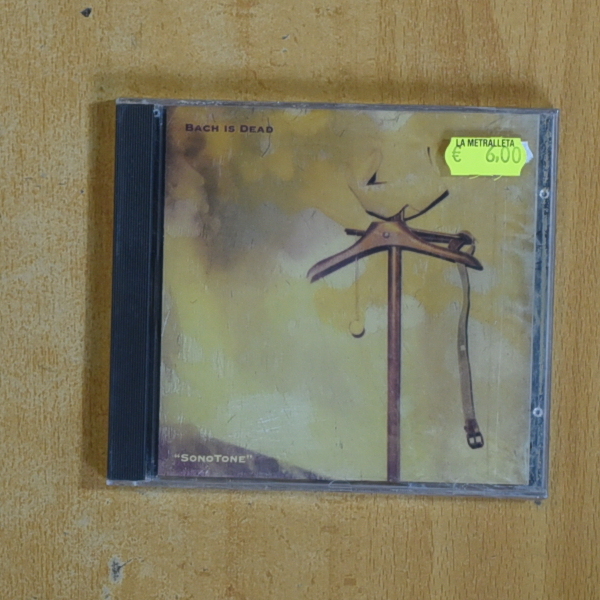 Bach is Dead
LA METRALLETA
€ 6,00
"SonoTone"